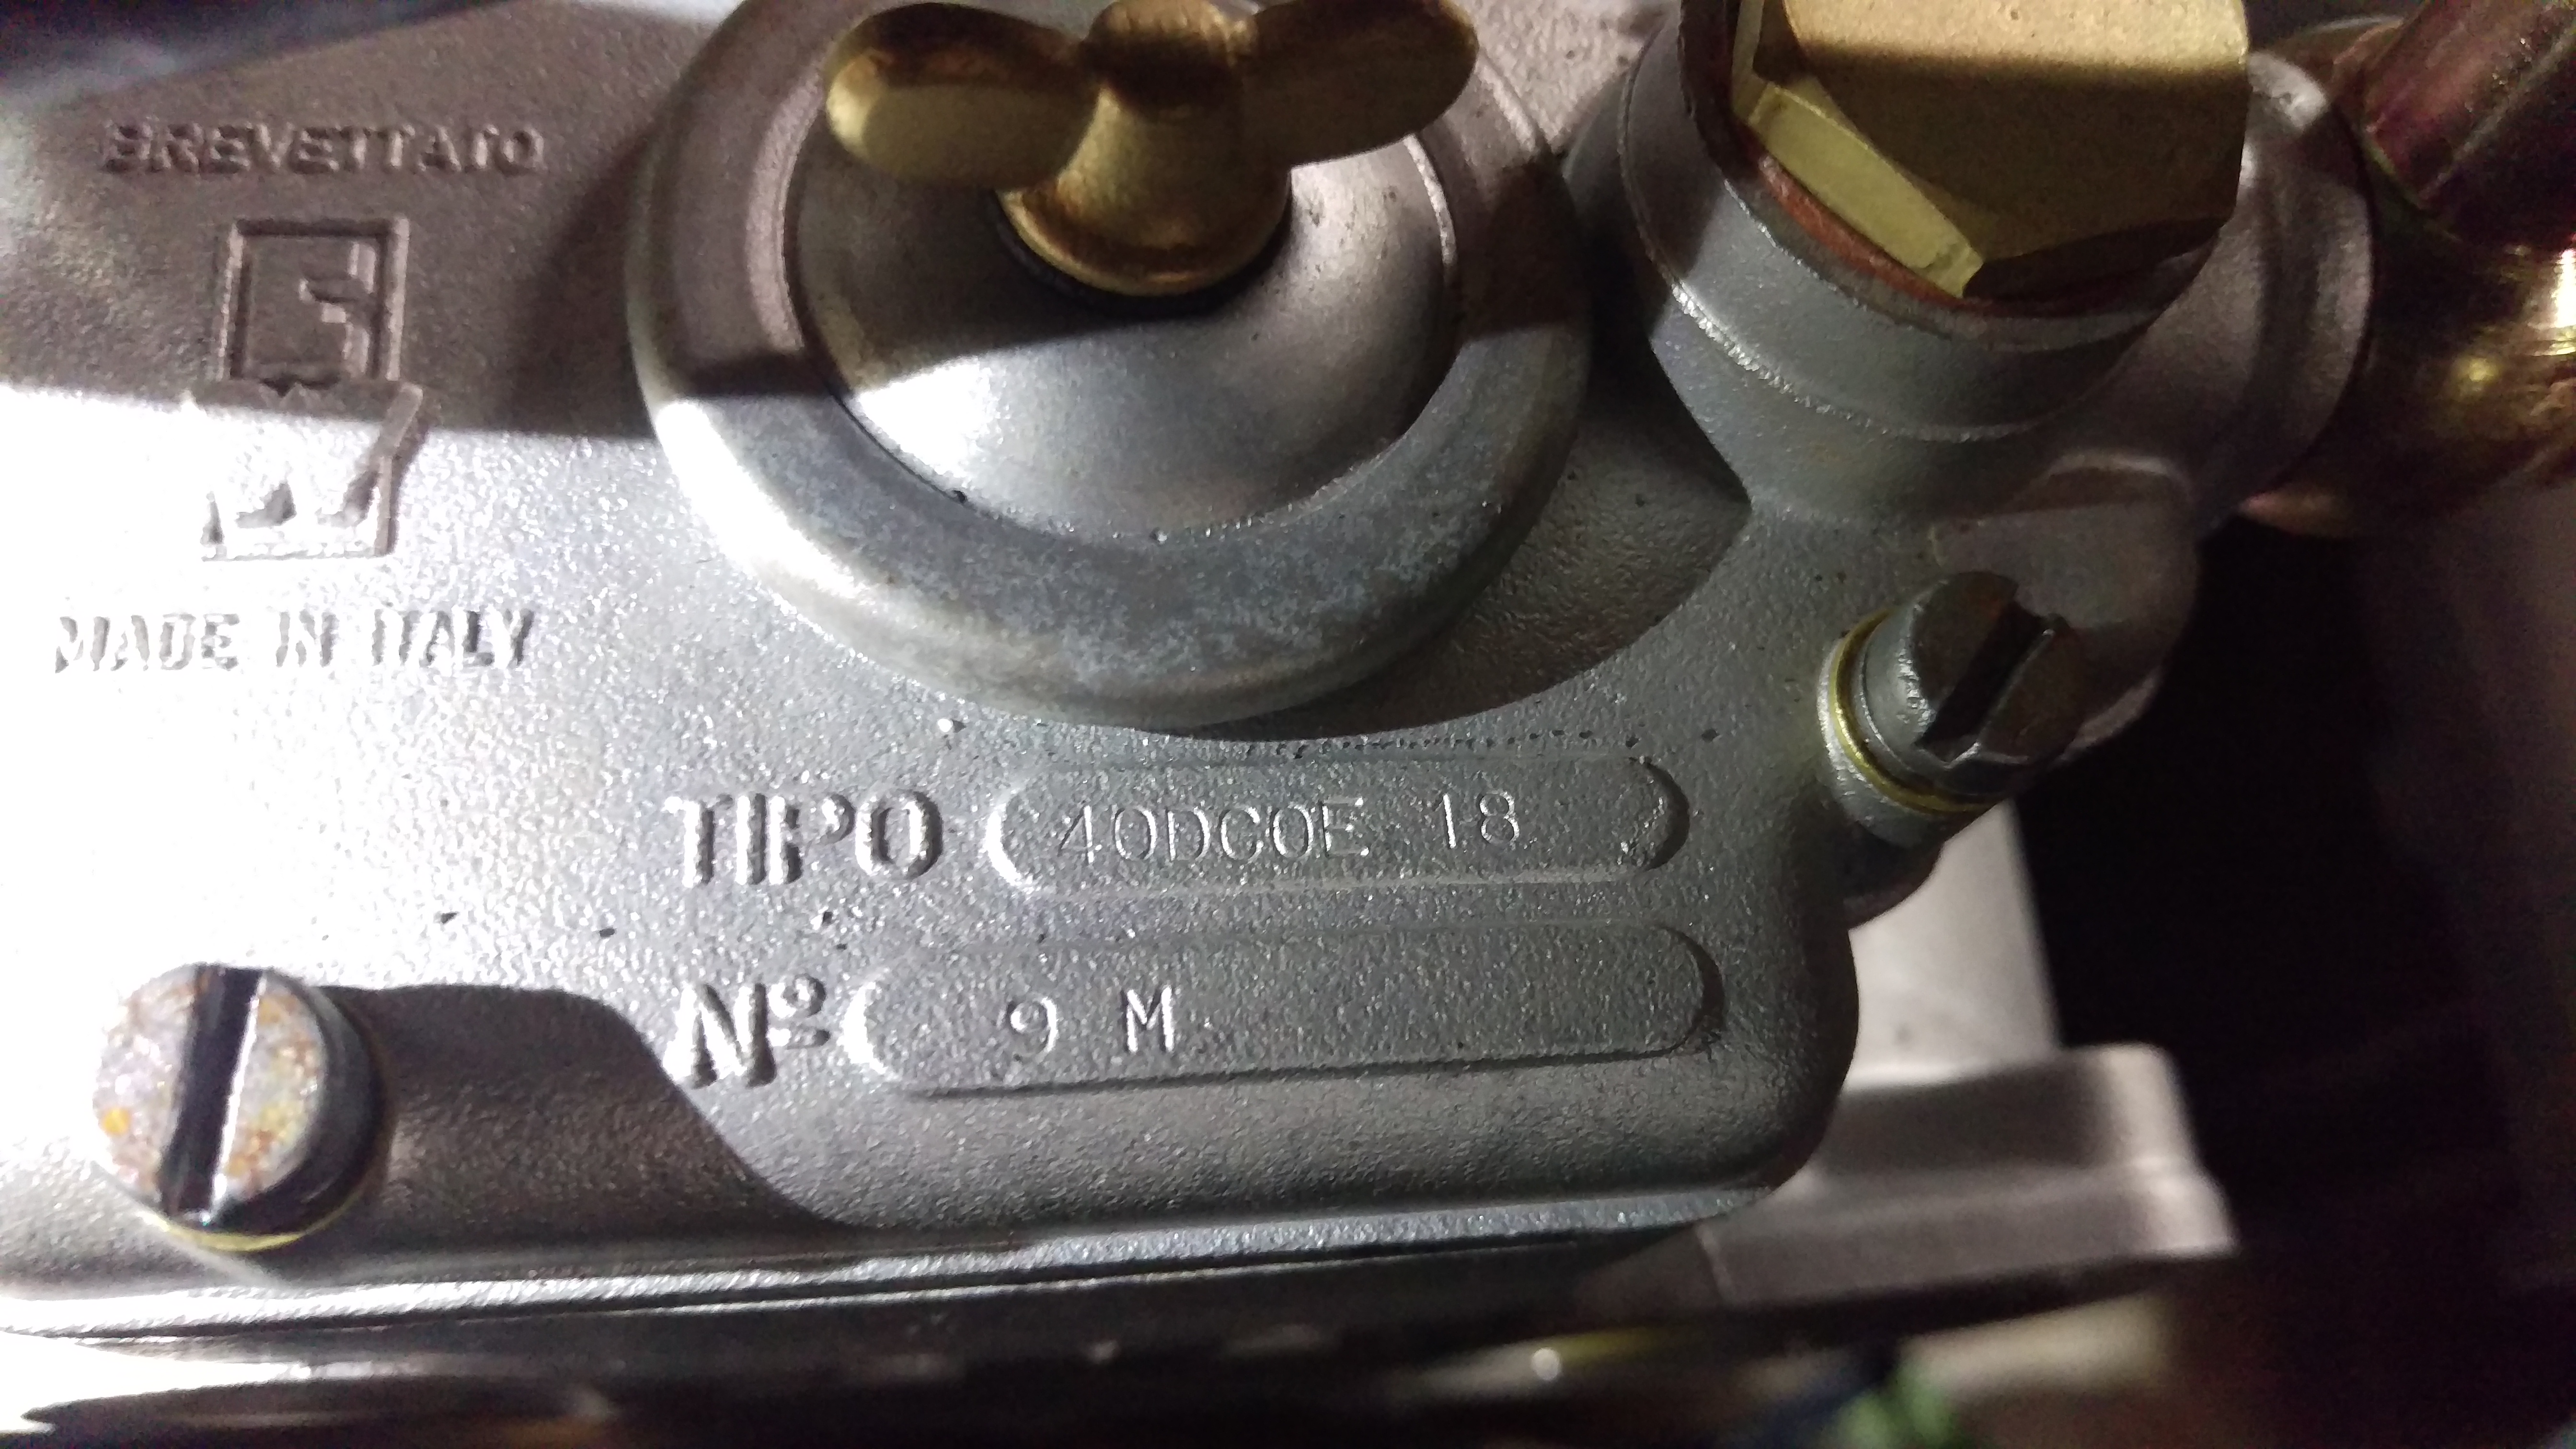 BREVETTATO
MADE IN ITALY
TIPO 40DCOE 18
Nº 9 M